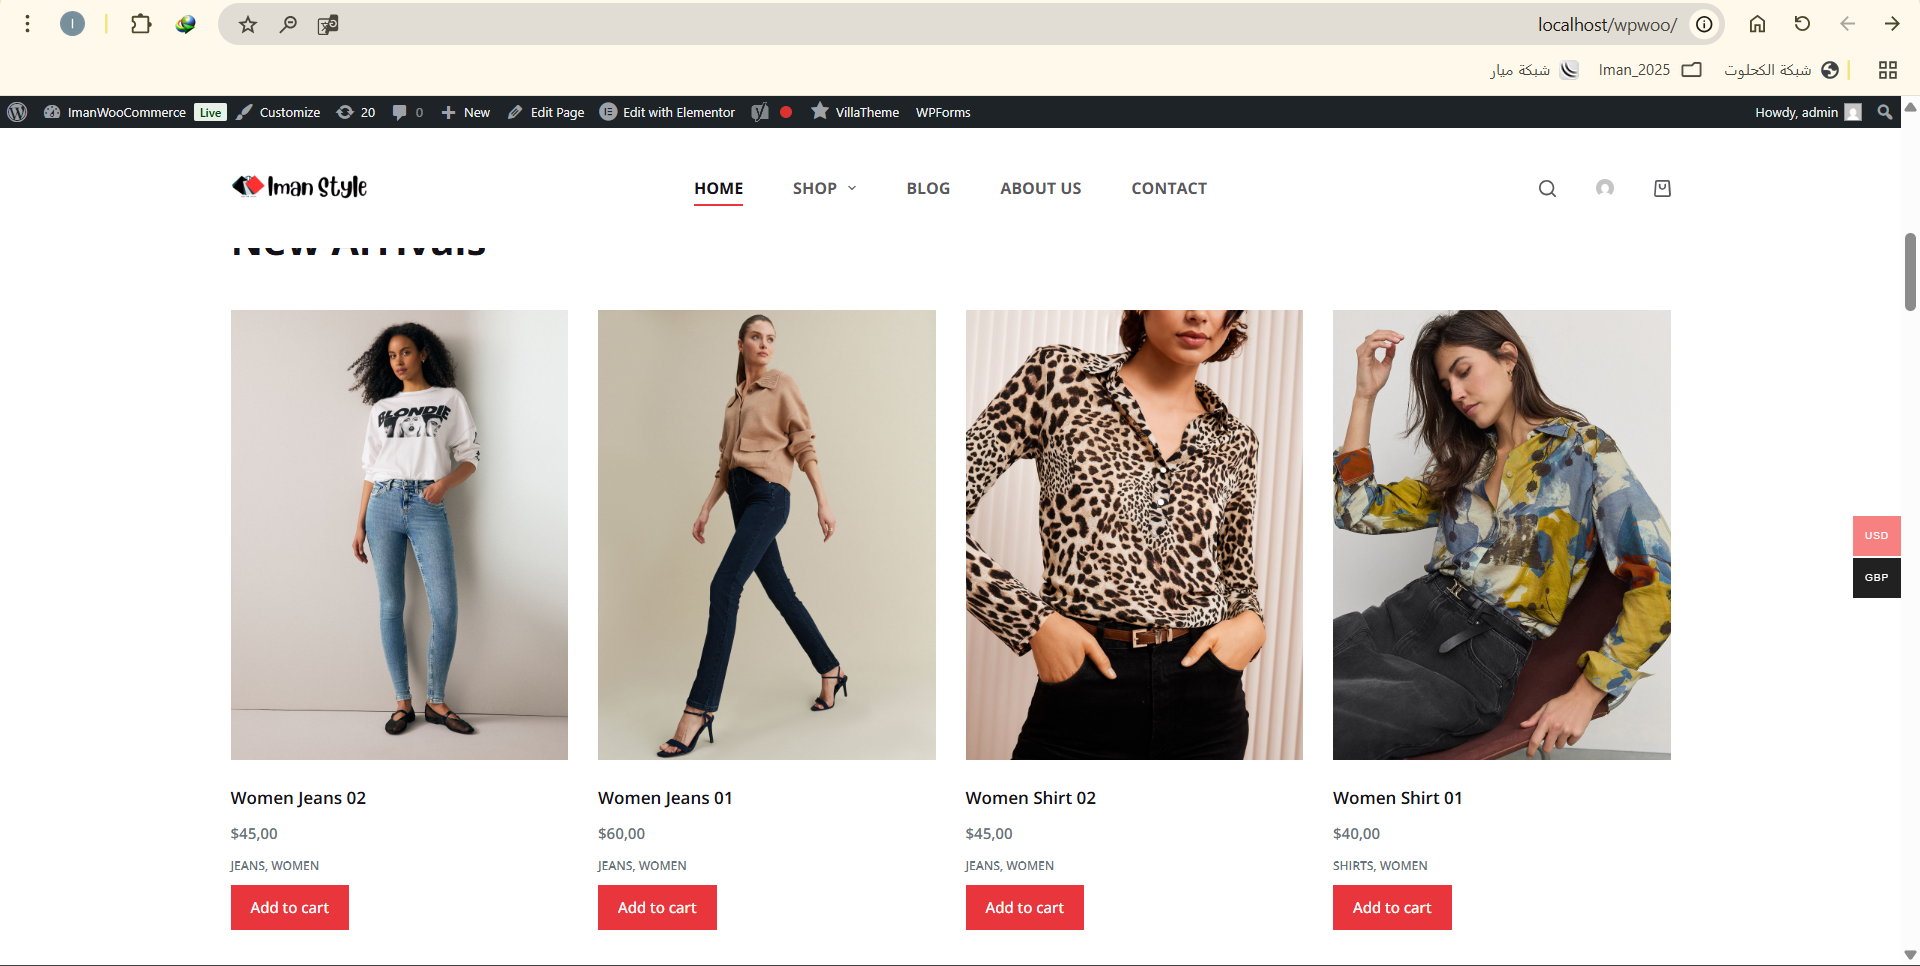 I
localhost/wpwoo/
شبكة ميار
Iman_2025
شبكة الكحلوت
ImanWooCommerce Live Customize 20 0 New Edit Page Edit with Elementor VillaTheme WPForms
Howdy, admin
Iman Style
HOME SHOP BLOG ABOUT US CONTACT
New Arrivals
BLONDIE
USD
GBP
Women Jeans 02
$45,00
JEANS, WOMEN
Add to cart
Women Jeans 01
$60,00
JEANS, WOMEN
Add to cart
Women Shirt 02
$45,00
JEANS, WOMEN
Add to cart
Women Shirt 01
$40,00
SHIRTS, WOMEN
Add to cart